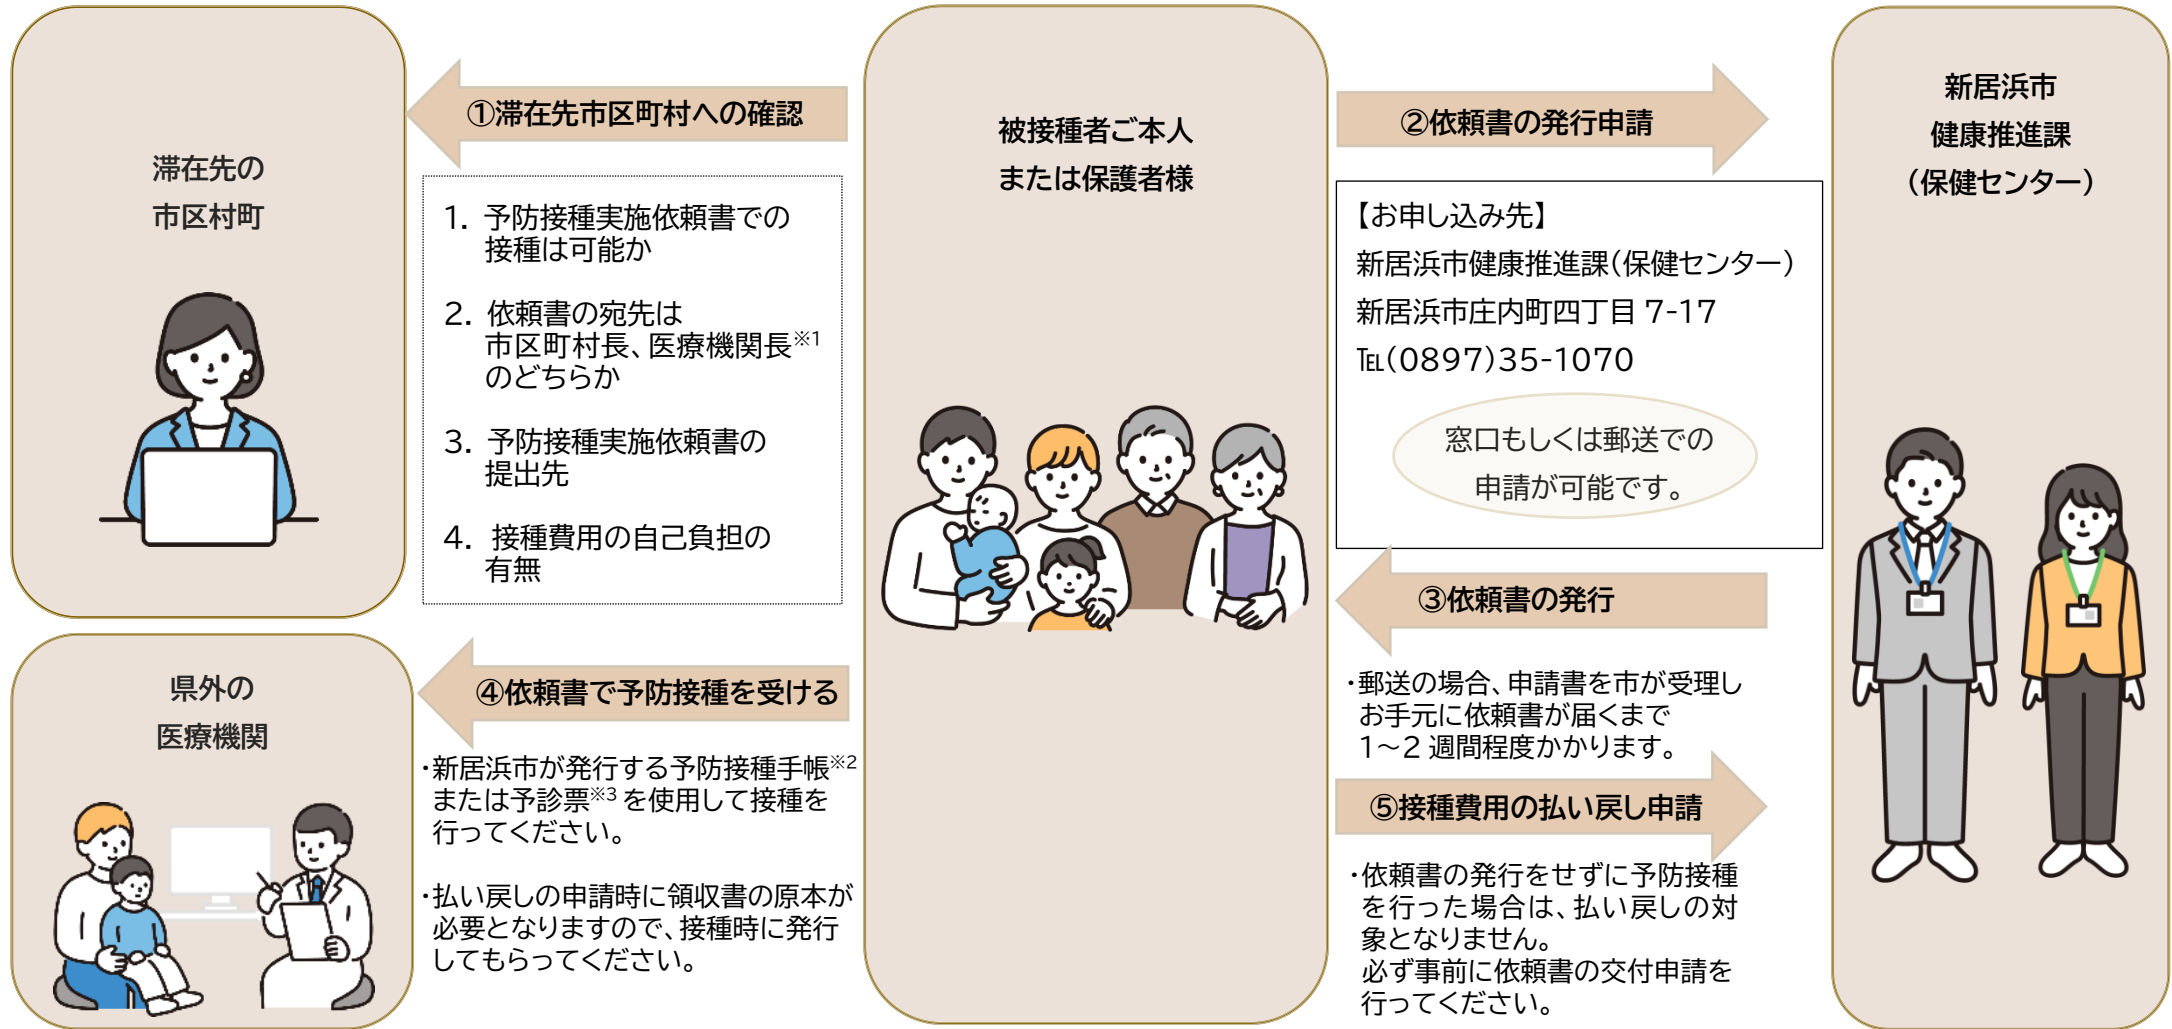 滞在先の
市区村町
①滞在先市区町村への確認
1. 予防接種実施依頼書での
接種は可能か
2. 依頼書の宛先は
市区町村長、医療機関長※1
のどちらか
3. 予防接種実施依頼書の
提出先
4. 接種費用の自己負担の
有無
被接種者ご本人
または保護者様
②依頼書の発行申請
【お申し込み先】
新居浜市健康推進課(保健センター)
新居浜市庄内町四丁目 7-17
℡(0897)35-1070
窓口もしくは郵送での
申請が可能です。
新居浜市
健康推進課
(保健センター)
③依頼書の発行
・郵送の場合、申請書を市が受理し
お手元に依頼書が届くまで
1~2 週間程度かかります。
県外の
医療機関
④依頼書で予防接種を受ける
・新居浜市が発行する予防接種手帳※2
または予診票※3 を使用して接種を
行ってください。
・払い戻しの申請時に領収書の原本が
必要となりますので、接種時に発行
してもらってください。
⑤接種費用の払い戻し申請
・依頼書の発行をせずに予防接種
を行った場合は、払い戻しの対
象となりません。
必ず事前に依頼書の交付申請を
行ってください。